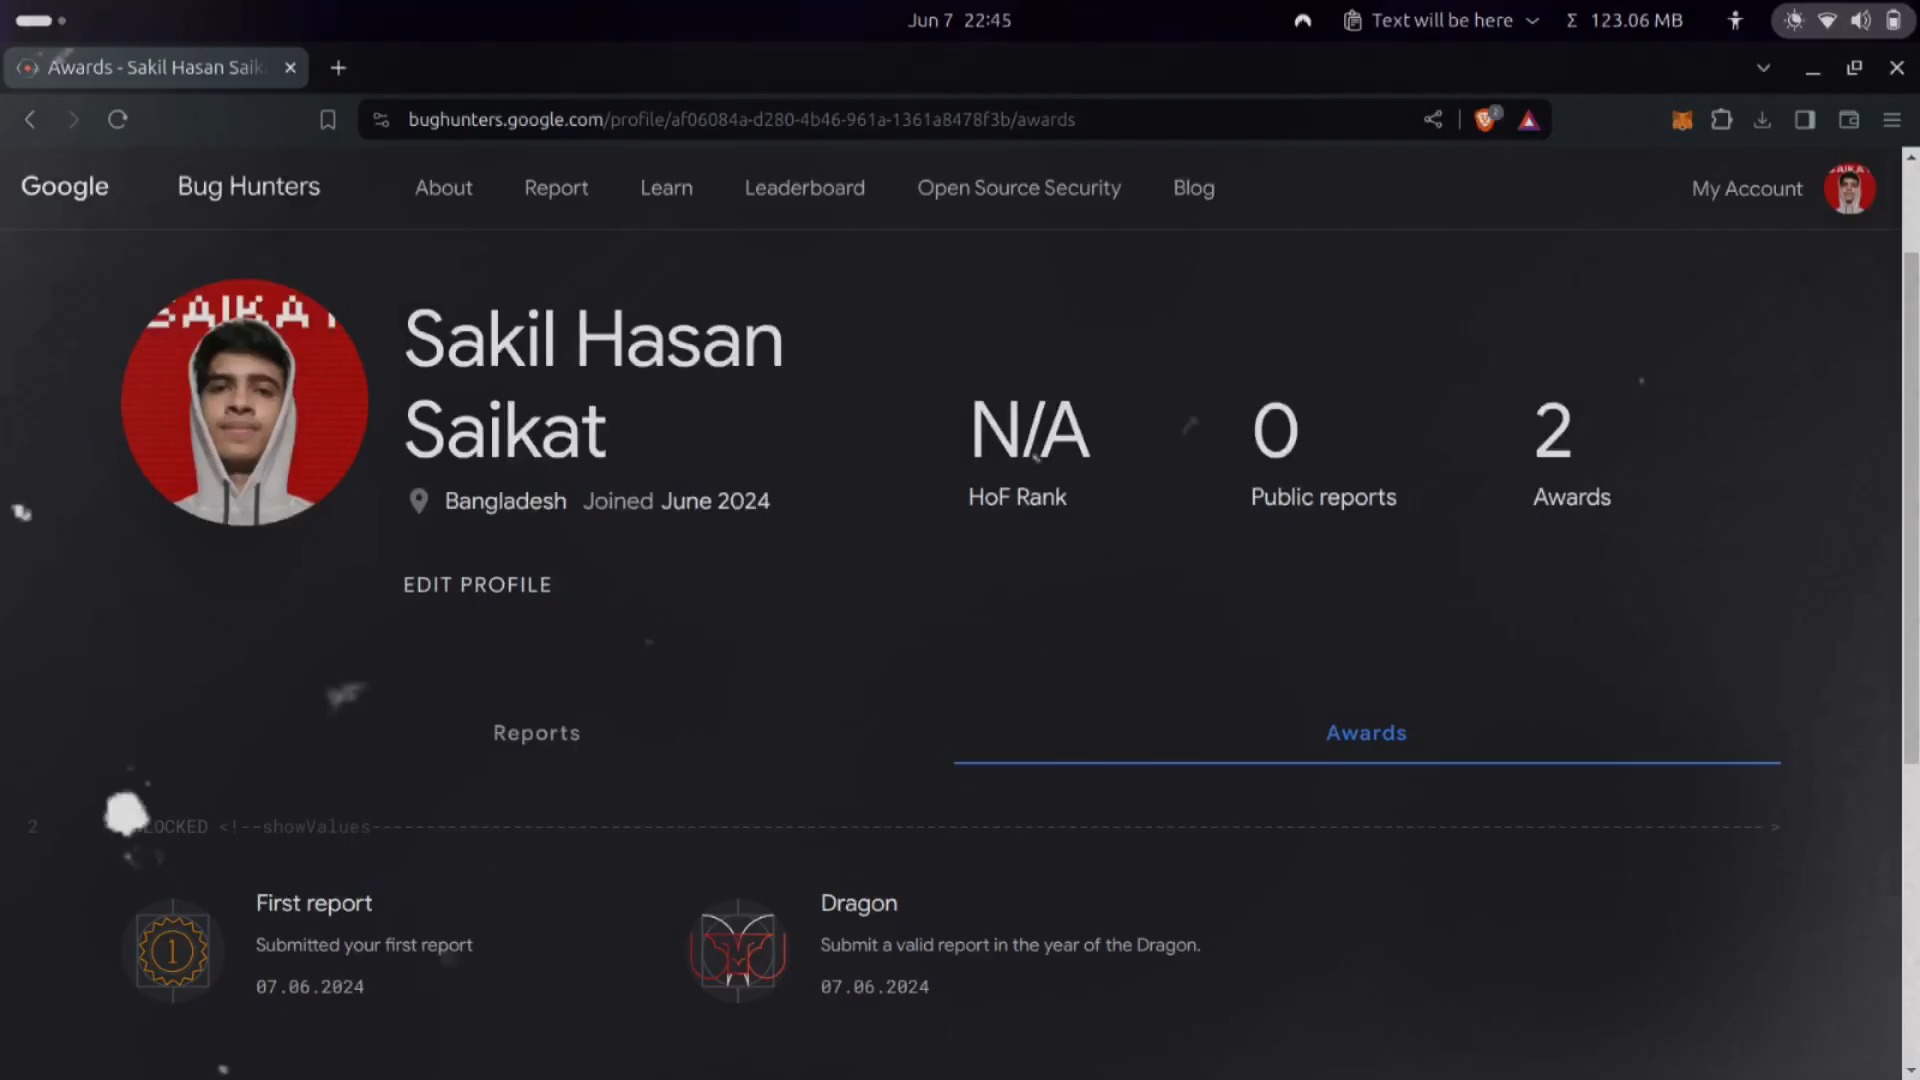 Jun 7 22:45
Text will be here
Σ 123.06 MB
Awards - Sakil Hasan Saik
bughunters.google.com/profile/af06084a-d280-4b46-961a-1361a8478f3b/awards
2
Google Bug Hunters
About
Report
Learn
Leaderboard
Open Source Security
Blog
My Account
SAIKAT
Sakil Hasan
Saikat
Bangladesh Joined June 2024
N/A
HoF Rank
0
Public reports
2
Awards
EDIT PROFILE
Reports
Awards
2
LOCKED <!--showValues-------->
First report
Submitted your first report
07.06.2024
1
Dragon
Submit a valid report in the year of the Dragon.
07.06.2024